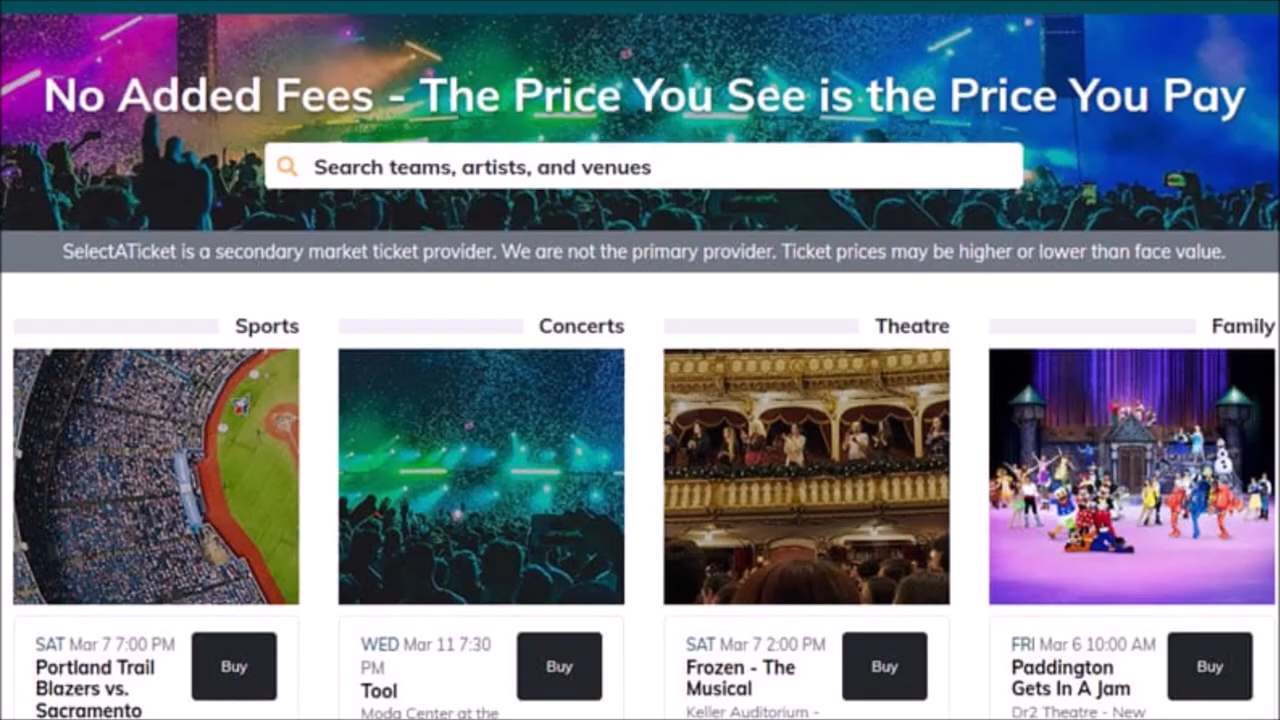 No Added Fees - The Price You See is the Price You Pay
Search teams, artists, and venues
SelectATicket is a secondary market ticket provider. We are not the primary provider. Ticket prices may be higher or lower than face value.
Sports
Concerts
Theatre
Family
SAT Mar 7 7:00 PM
Portland Trail
Blazers vs.
Sacramento
Buy
WED Mar 11 7:30
PM
Tool
Moda Center at the
Buy
SAT Mar 7 2:00 PM
Frozen - The
Musical
Keller Auditorium -
Buy
FRI Mar 6 10:00 AM
Paddington
Gets In A Jam
Dr2 Theatre - New
Buy